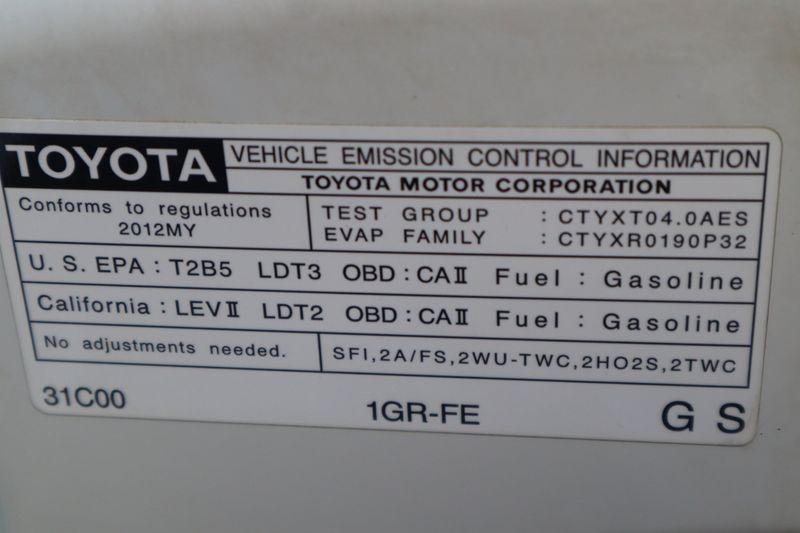 TOYOTA VEHICLE EMISSION CONTROL INFORMATION
TOYOTA MOTOR CORPORATION
Conforms to regulations
2012MY
TEST GROUP : CTYXT04.0AES
EVAP FAMILY : CTYXR0190P32
U. S. EPA : T2B5 LDT3 OBD : CAⅡ Fuel : Gasoline
California : LEVⅡ LDT2 OBD : CAⅡ Fuel : Gasoline
No adjustments needed.
SFI,2A/FS,2WU-TWC,2HO2S,2TWC
31C00 1GR-FE G S